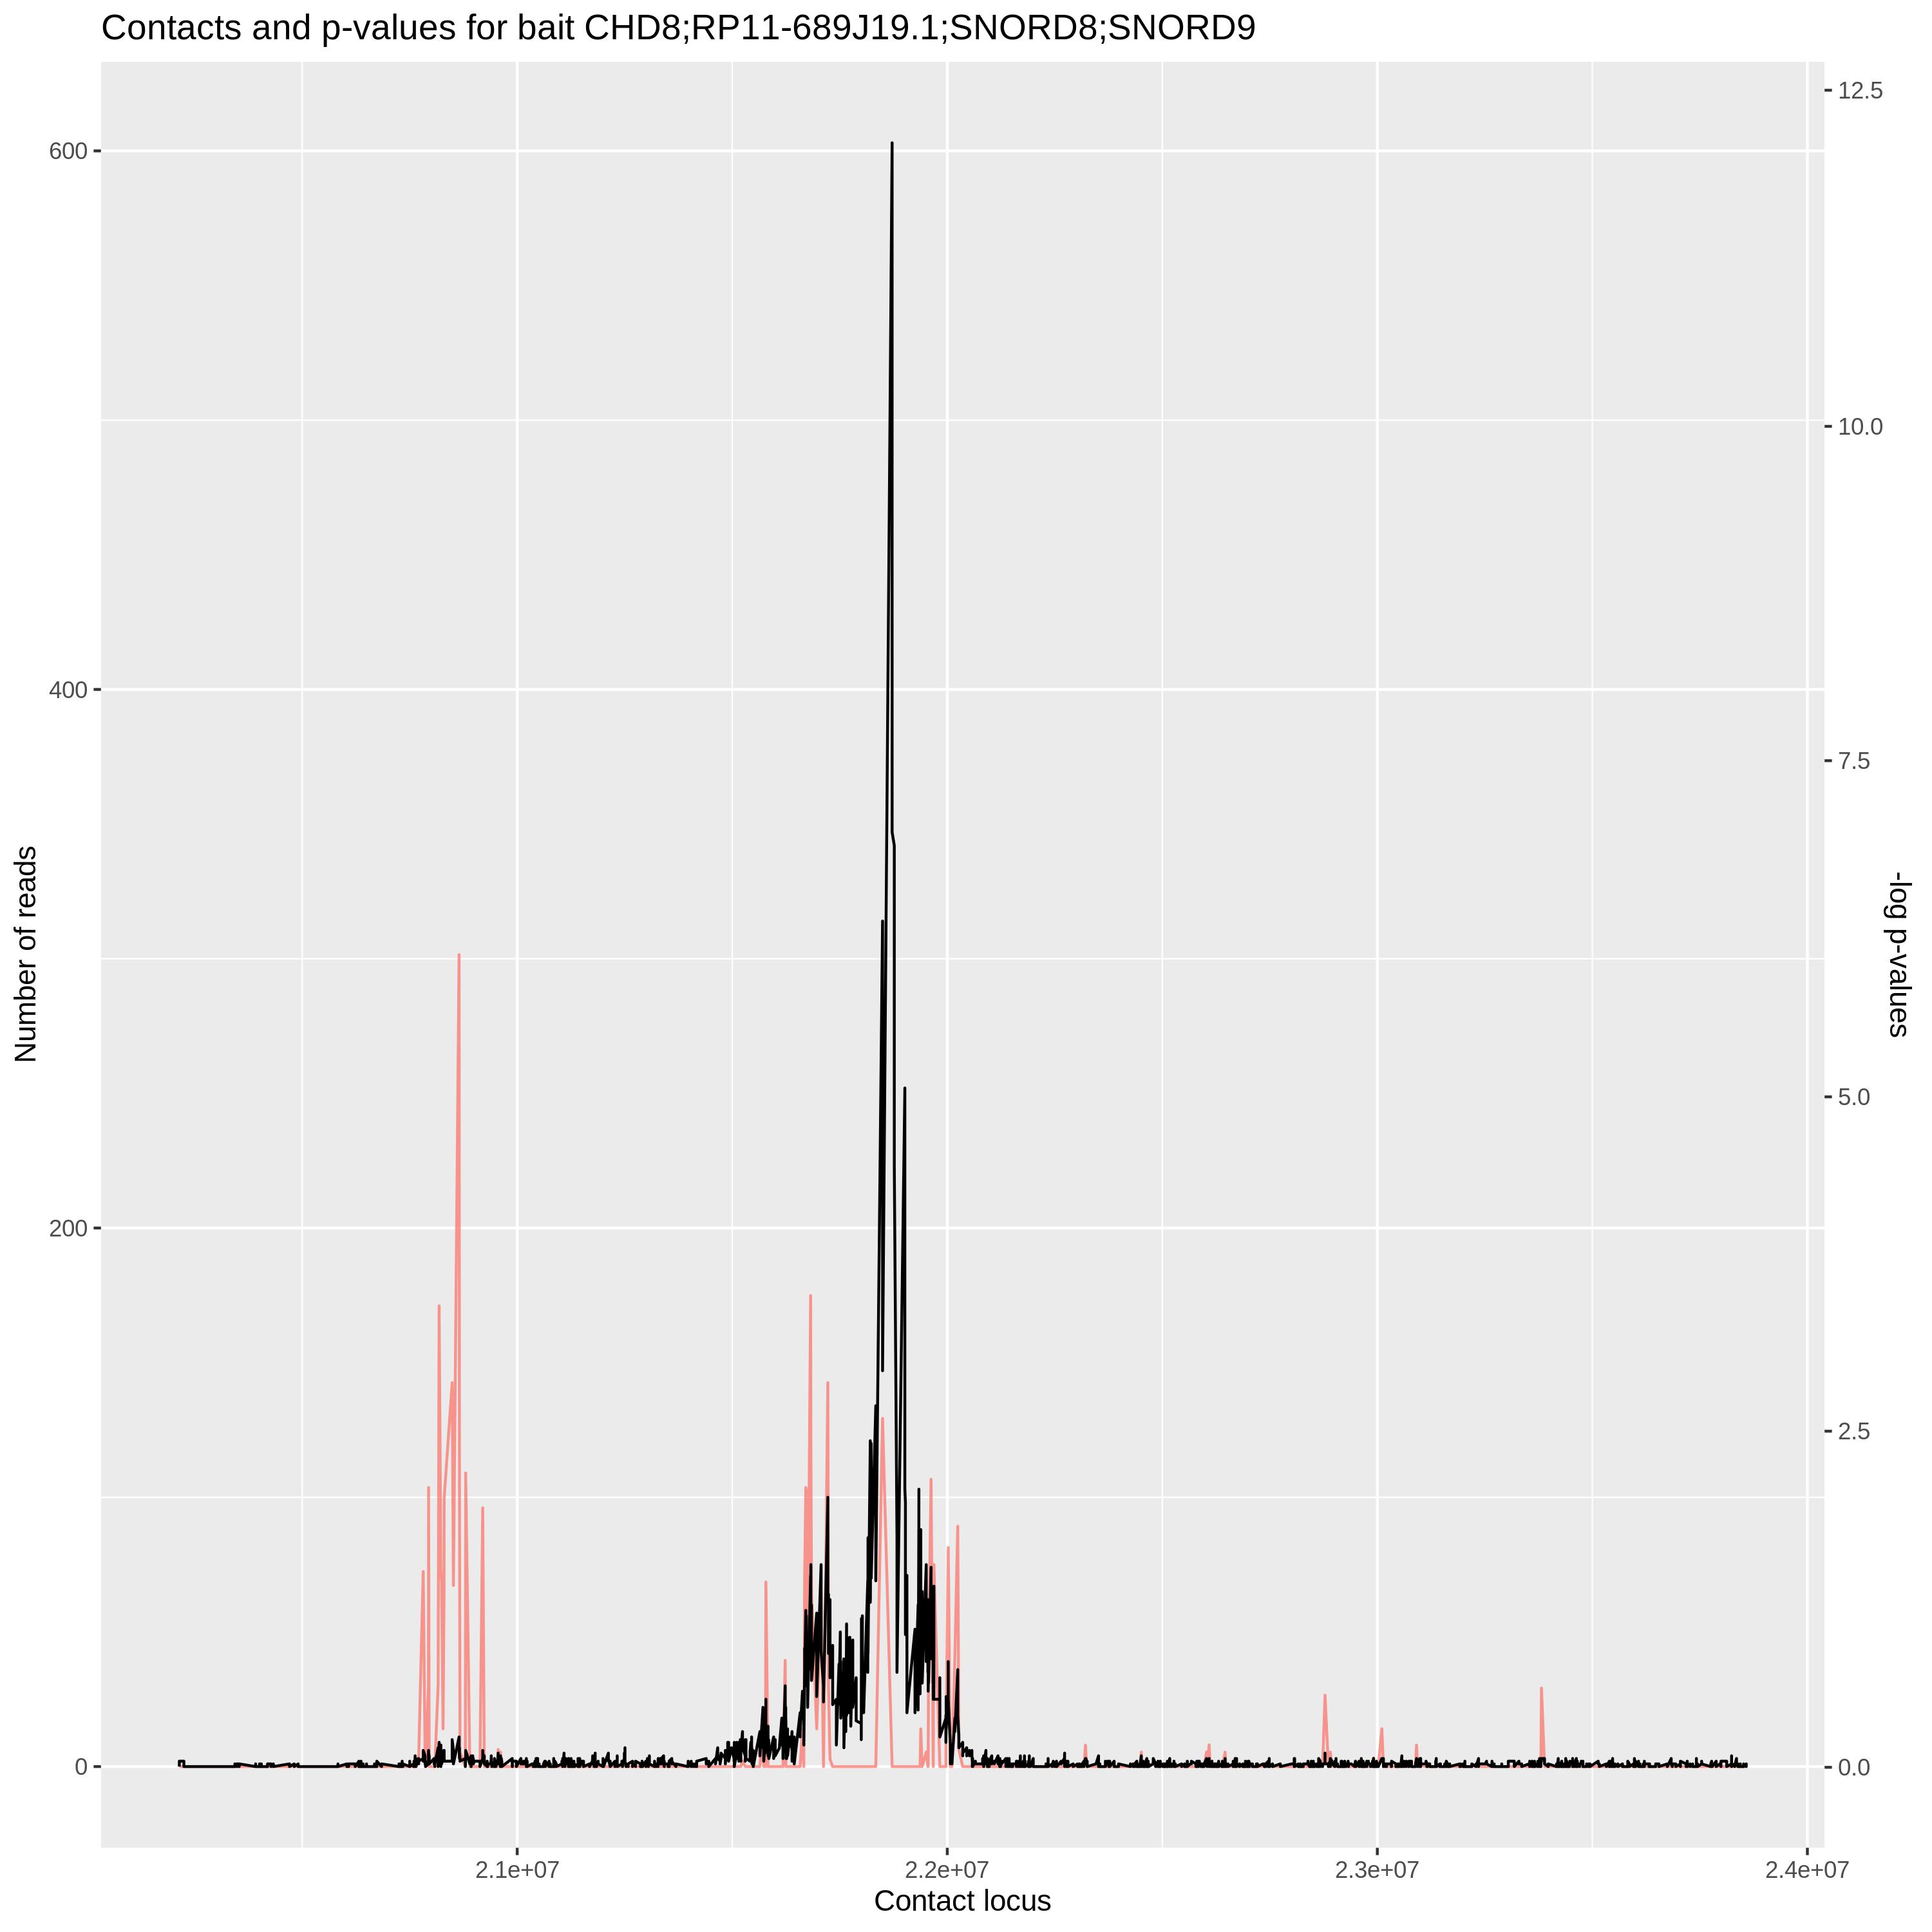 Contacts and p-values for bait CHD8;RP11-689J19.1;SNORD8;SNORD9
600
400
200
0
Number of reads
12.5
10.0
7.5
5.0
2.5
0.0
-log p-values
2.1e+07
2.2e+07
2.3e+07
2.4e+07
Contact locus